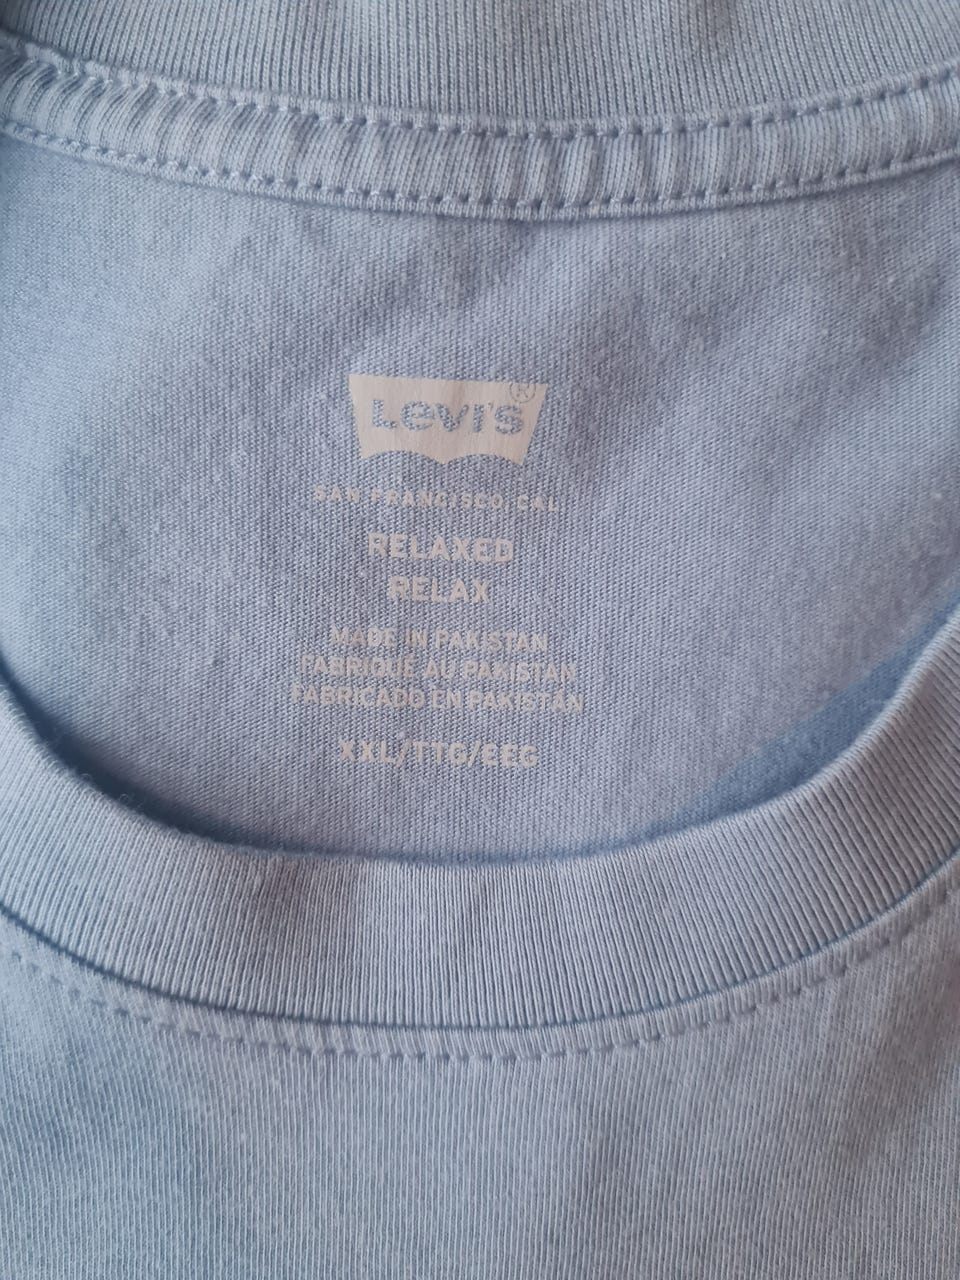 Levi's®
SAN FRANCISCO, CAL
RELAXED
RELAX
MADE IN PAKISTAN
FABRIQUÉ AU PAKISTAN
FABRICADO EN PAKISTÁN
XXL/TTG/EEG